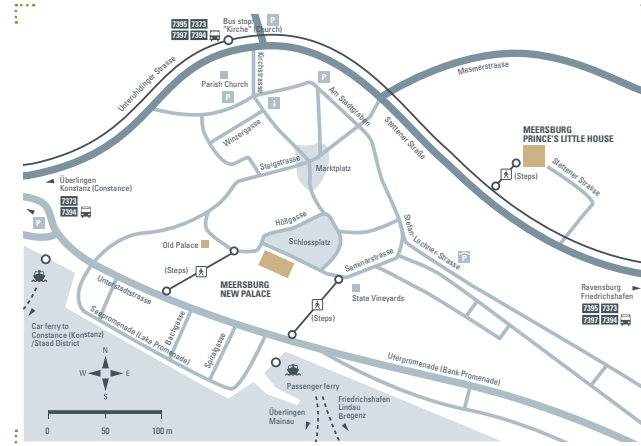 7395 7373
7397 7394
Bus stop:
"Kirche" (Church)
P
Unteruhldinger Strasse
Kirchstrasse
Parish Church
P
i
P
Am Stadtgraben
Mesmerstrasse
Stettener Straße
Winzergasse
Steigstrasse
Marktplatz
MEERSBURG
PRINCE'S LITTLE HOUSE
(Steps)
Stettener Strasse
Überlingen
Konstanz (Constance)
7373
7394
P
Höllgasse
Schlossplatz
Old Palace
(Steps)
MEERSBURG
NEW PALACE
Seminarstrasse
Stefan-Lochner-Strasse
P
State Vineyards
(Steps)
Ravensburg
Friedrichshafen
7395 7373
7397 7394
Unterstadtstrasse
Seepromenade (Lake Promenade)
Bachgasse
Spitalgasse
Uferpromenade (Bank Promenade)
Car ferry to
Constance (Konstanz)
/Staad District
N
W E
S
Passenger ferry
Überlingen
Mainau
Friedrichshafen
Lindau
Bregenz
0 50 100 m